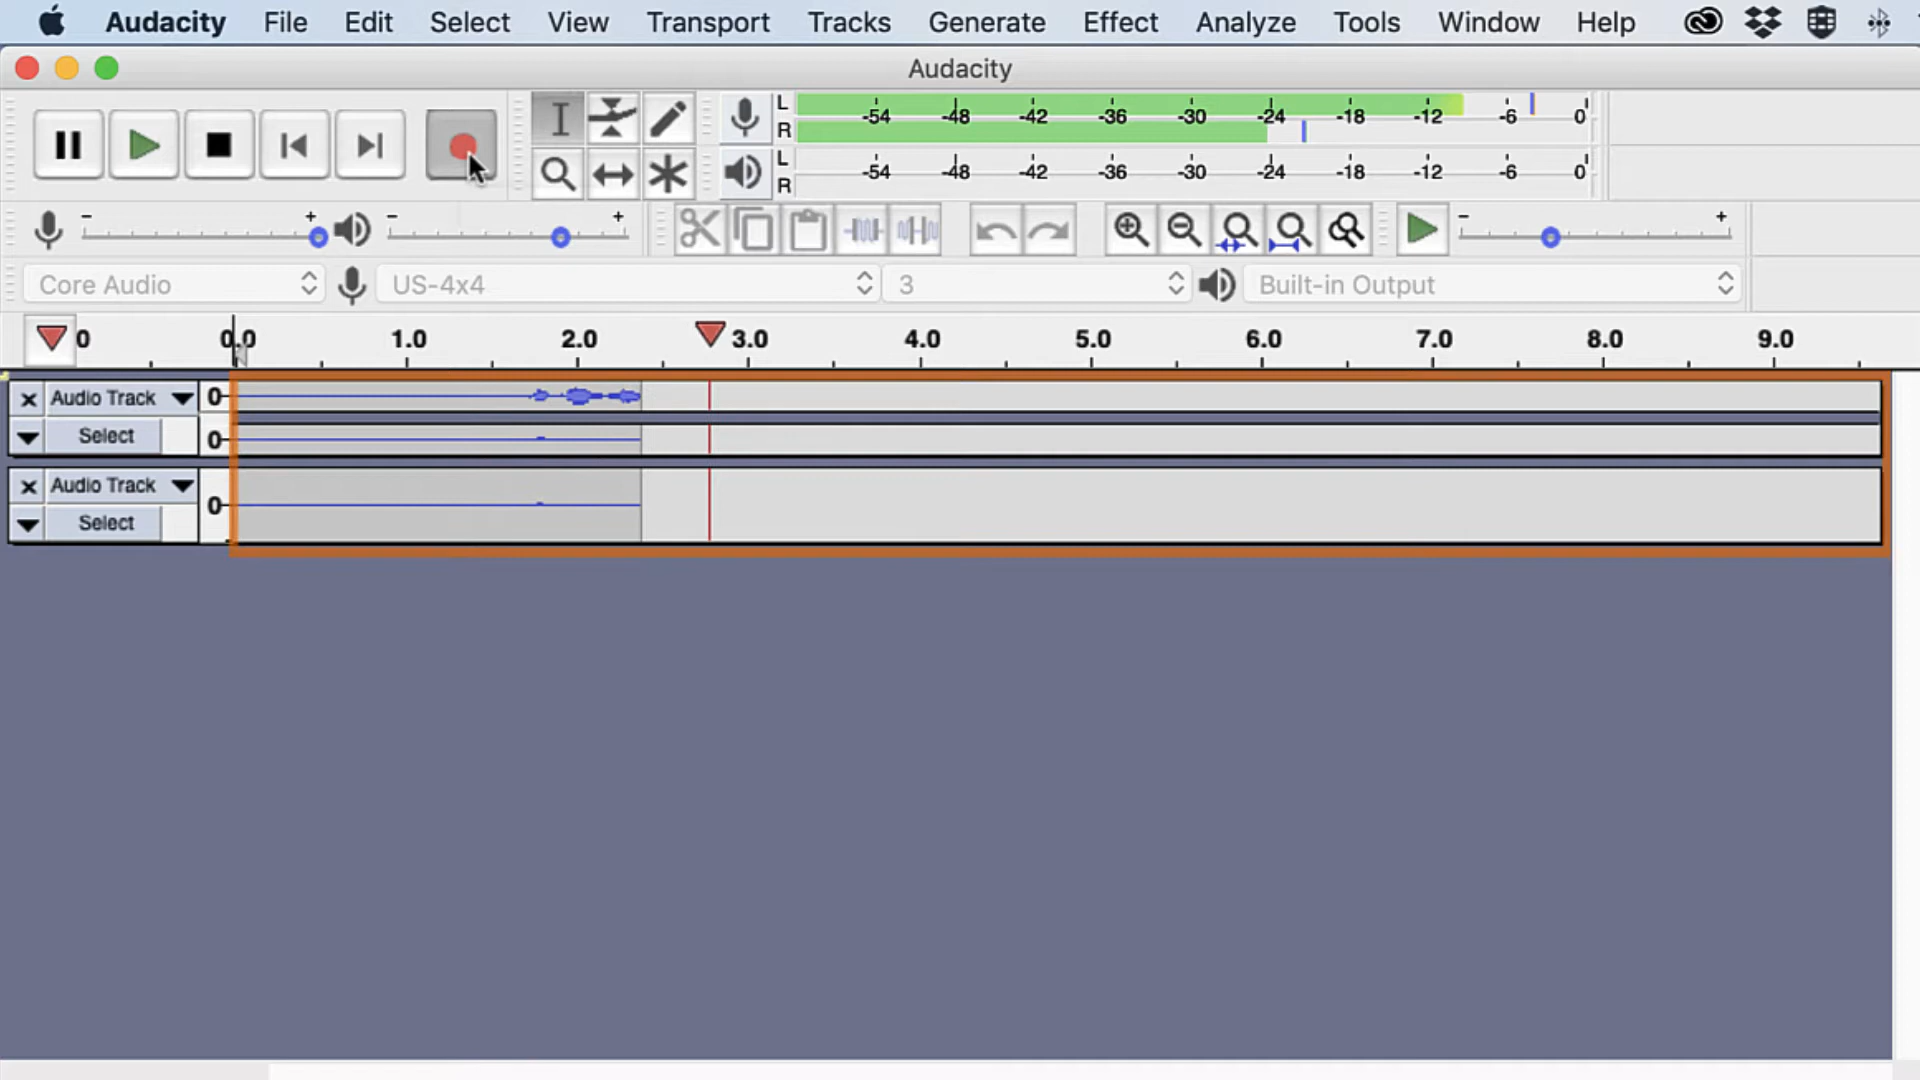 Audacity File Edit Select View Transport Tracks Generate Effect Analyze Tools Window Help
Audacity
L -54 -48 -42 -36 -30 -24 -18 -12 -6 0
R
L -54 -48 -42 -36 -30 -24 -18 -12 -6 0
R
- + - + - +
Core Audio US-4x4 3 Built-in Output
0 0.0 1.0 2.0 3.0 4.0 5.0 6.0 7.0 8.0 9.0
x Audio Track 0
Select 0
x Audio Track 0
Select